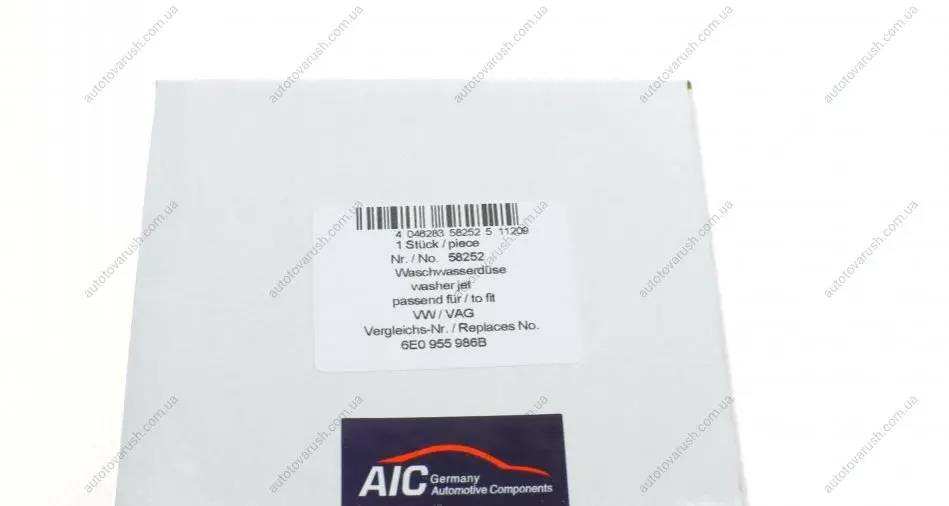 4 046283 58252 5 11209
1 Stück / piece
Nr. / No. 58252
Waschwasserdüse
washer jet
passend für / to fit
VW / VAG
Vergleichs-Nr. / Replaces No.
6E0 955 986B
AIC Germany
Automotive Components
autotovarush.com.ua